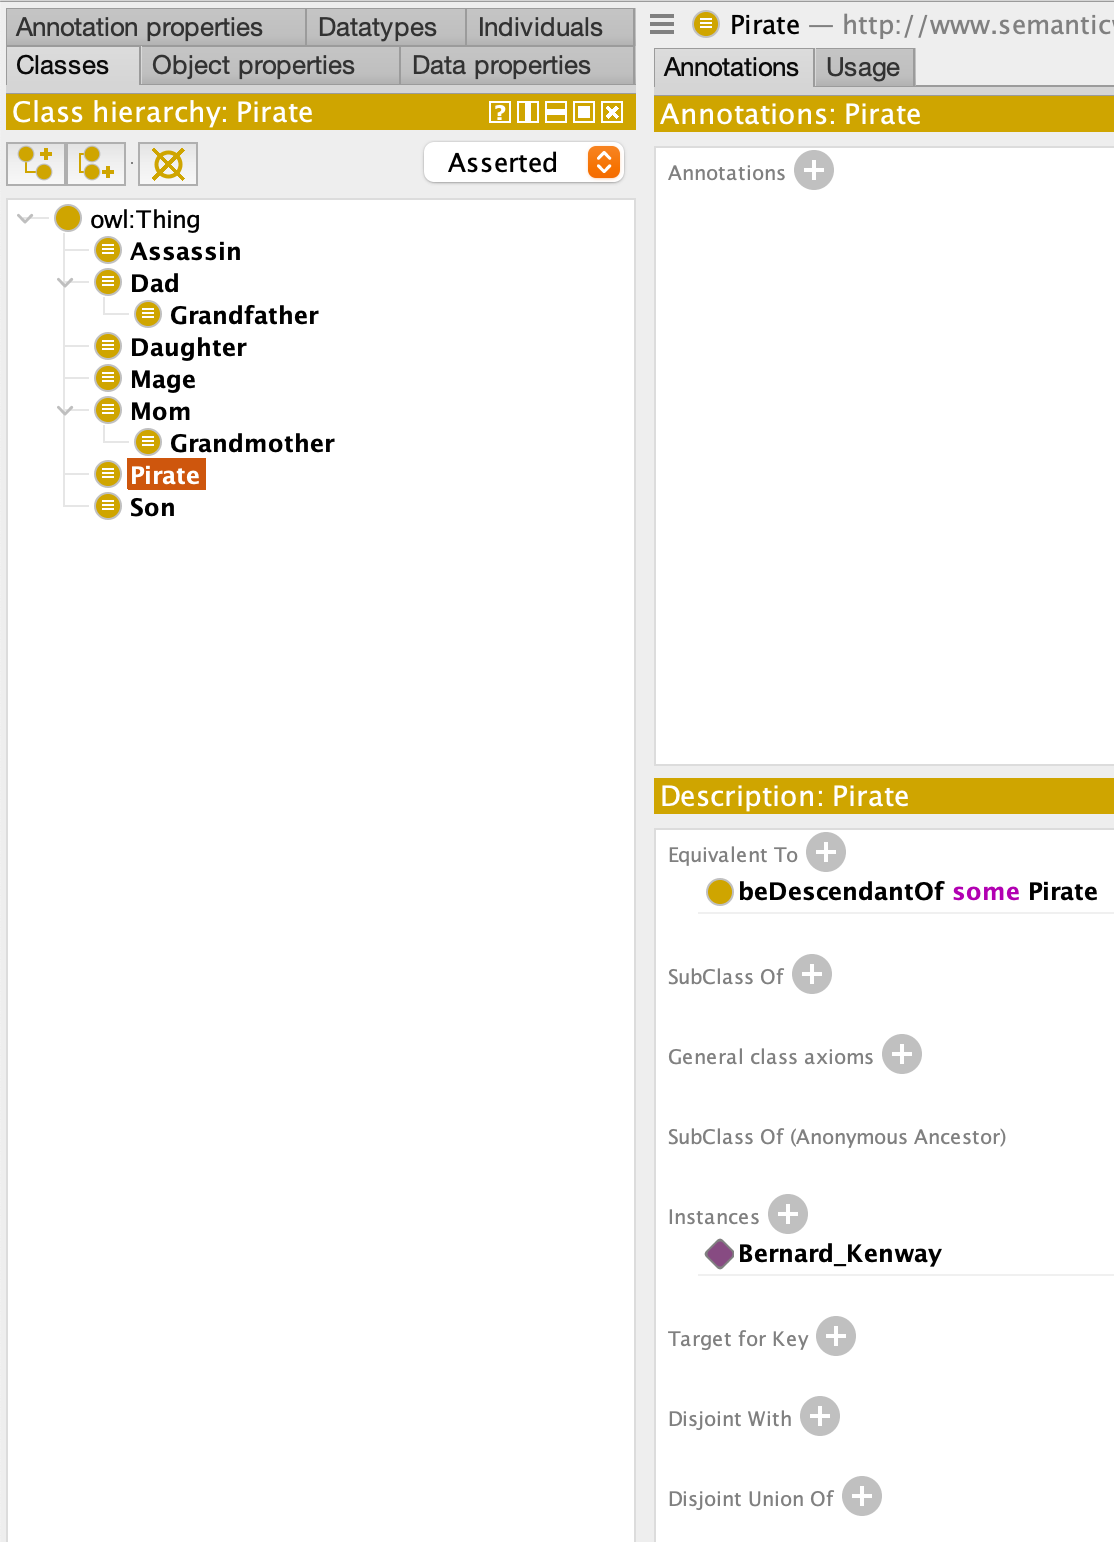 Annotation properties Datatypes Individuals
Classes Object properties Data properties
Class hierarchy: Pirate
Asserted
owl:Thing
Assassin
Dad
Grandfather
Daughter
Mage
Mom
Grandmother
Pirate
Son
Pirate — http://www.semanticw
Annotations Usage
Annotations: Pirate
Annotations
Description: Pirate
Equivalent To
beDescendantOf some Pirate
SubClass Of
General class axioms
SubClass Of (Anonymous Ancestor)
Instances
Bernard_Kenway
Target for Key
Disjoint With
Disjoint Union Of